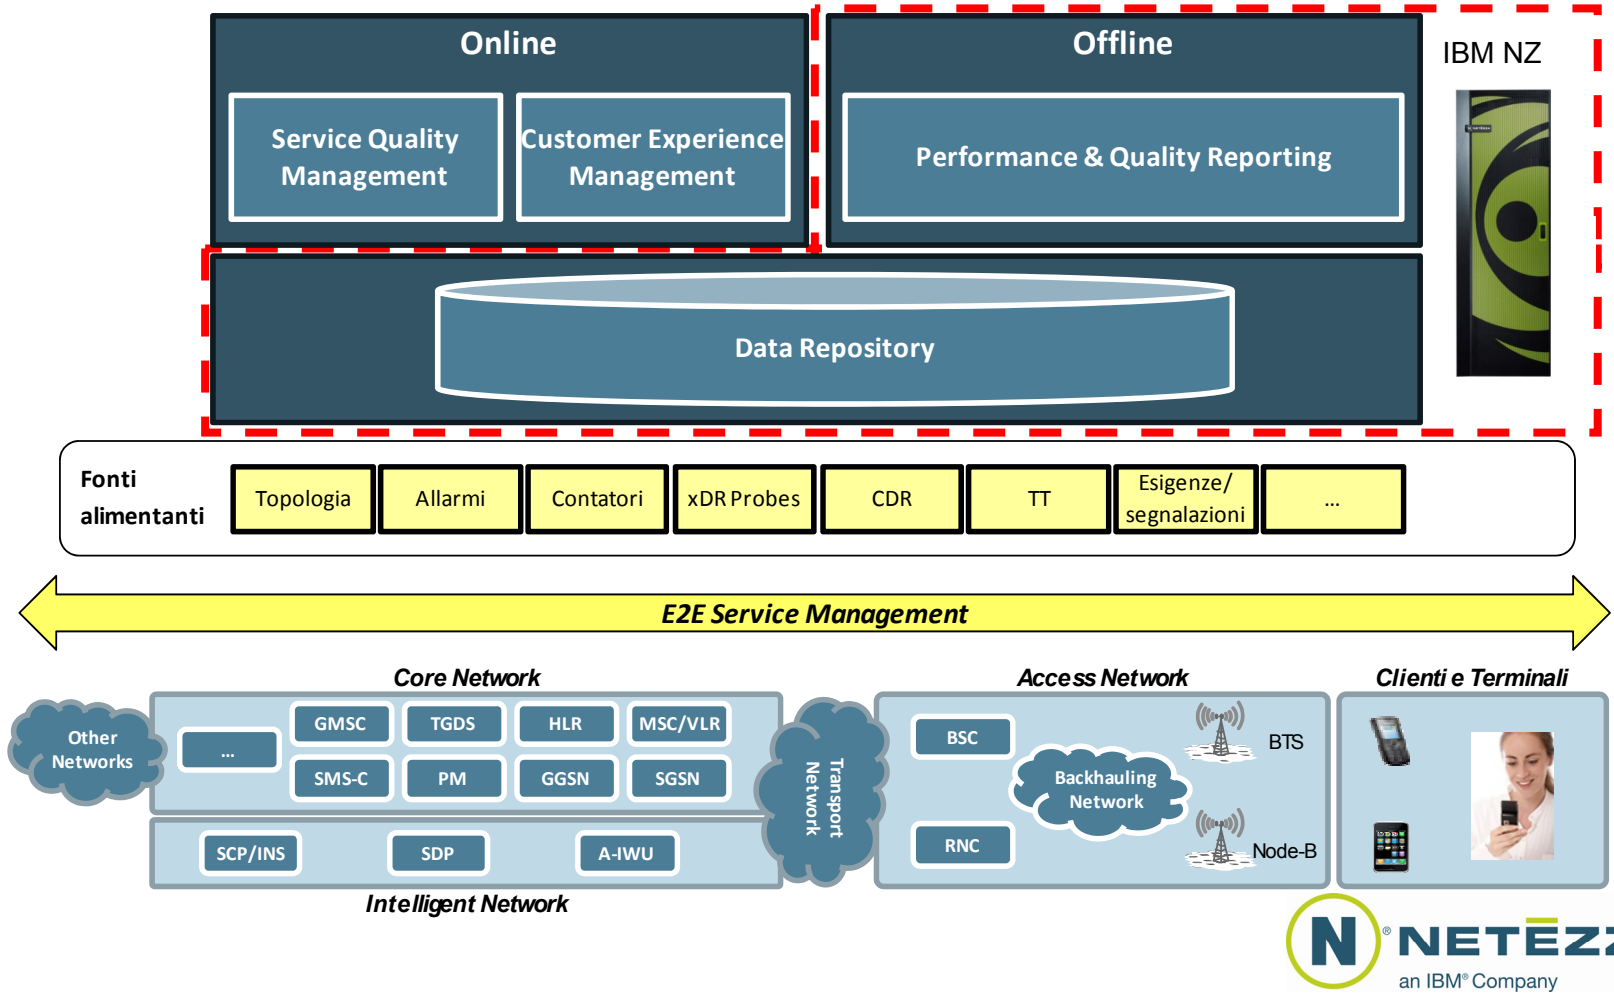 Online
Offline
IBM NZ
Service Quality
Management
Customer Experience
Management
Performance & Quality Reporting
NETEZZA
Data Repository
Fonti
alimentanti
Topologia
Allarmi
Contatori
xDR Probes
CDR
TT
Esigenze/
segnalazioni
...
E2E Service Management
Core Network
Access Network
Clienti e Terminali
Other
Networks
...
GMSC
TGDS
HLR
MSC/VLR
SMS-C
PM
GGSN
SGSN
Transport
Network
BSC
BTS
Backhauling
Network
RNC
Node-B
SCP/INS
SDP
A-IWU
Intelligent Network
N ® NETĒZZ
an IBM® Company